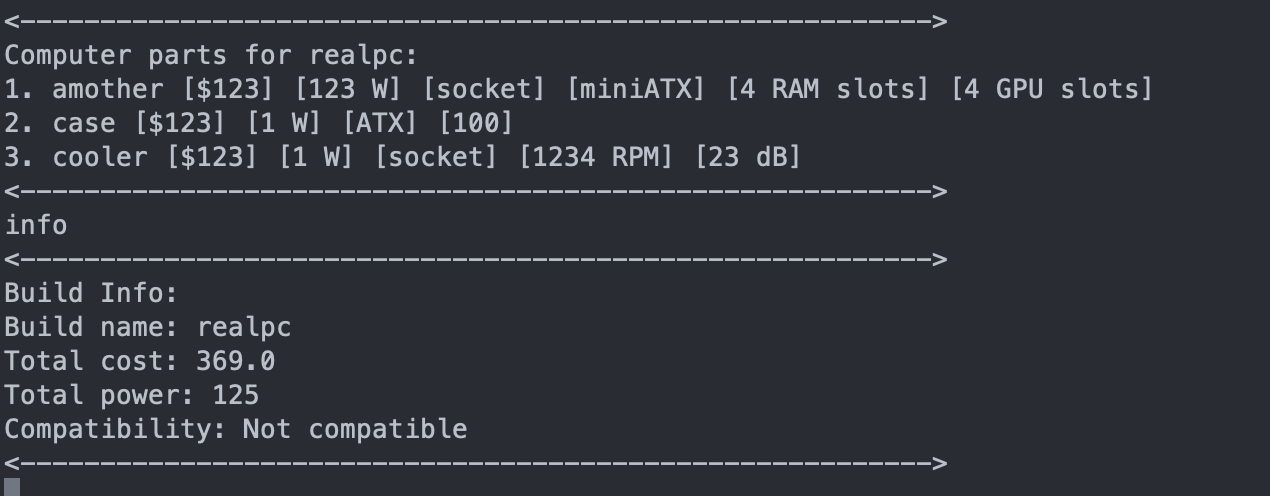 <--------------------------------------------------------->
Computer parts for realpc:
1. amother [$123] [123 W] [socket] [miniATX] [4 RAM slots] [4 GPU slots]
2. case [$123] [1 W] [ATX] [100]
3. cooler [$123] [1 W] [socket] [1234 RPM] [23 dB]
<--------------------------------------------------------->
info
<--------------------------------------------------------->
Build Info:
Build name: realpc
Total cost: 369.0
Total power: 125
Compatibility: Not compatible
<--------------------------------------------------------->